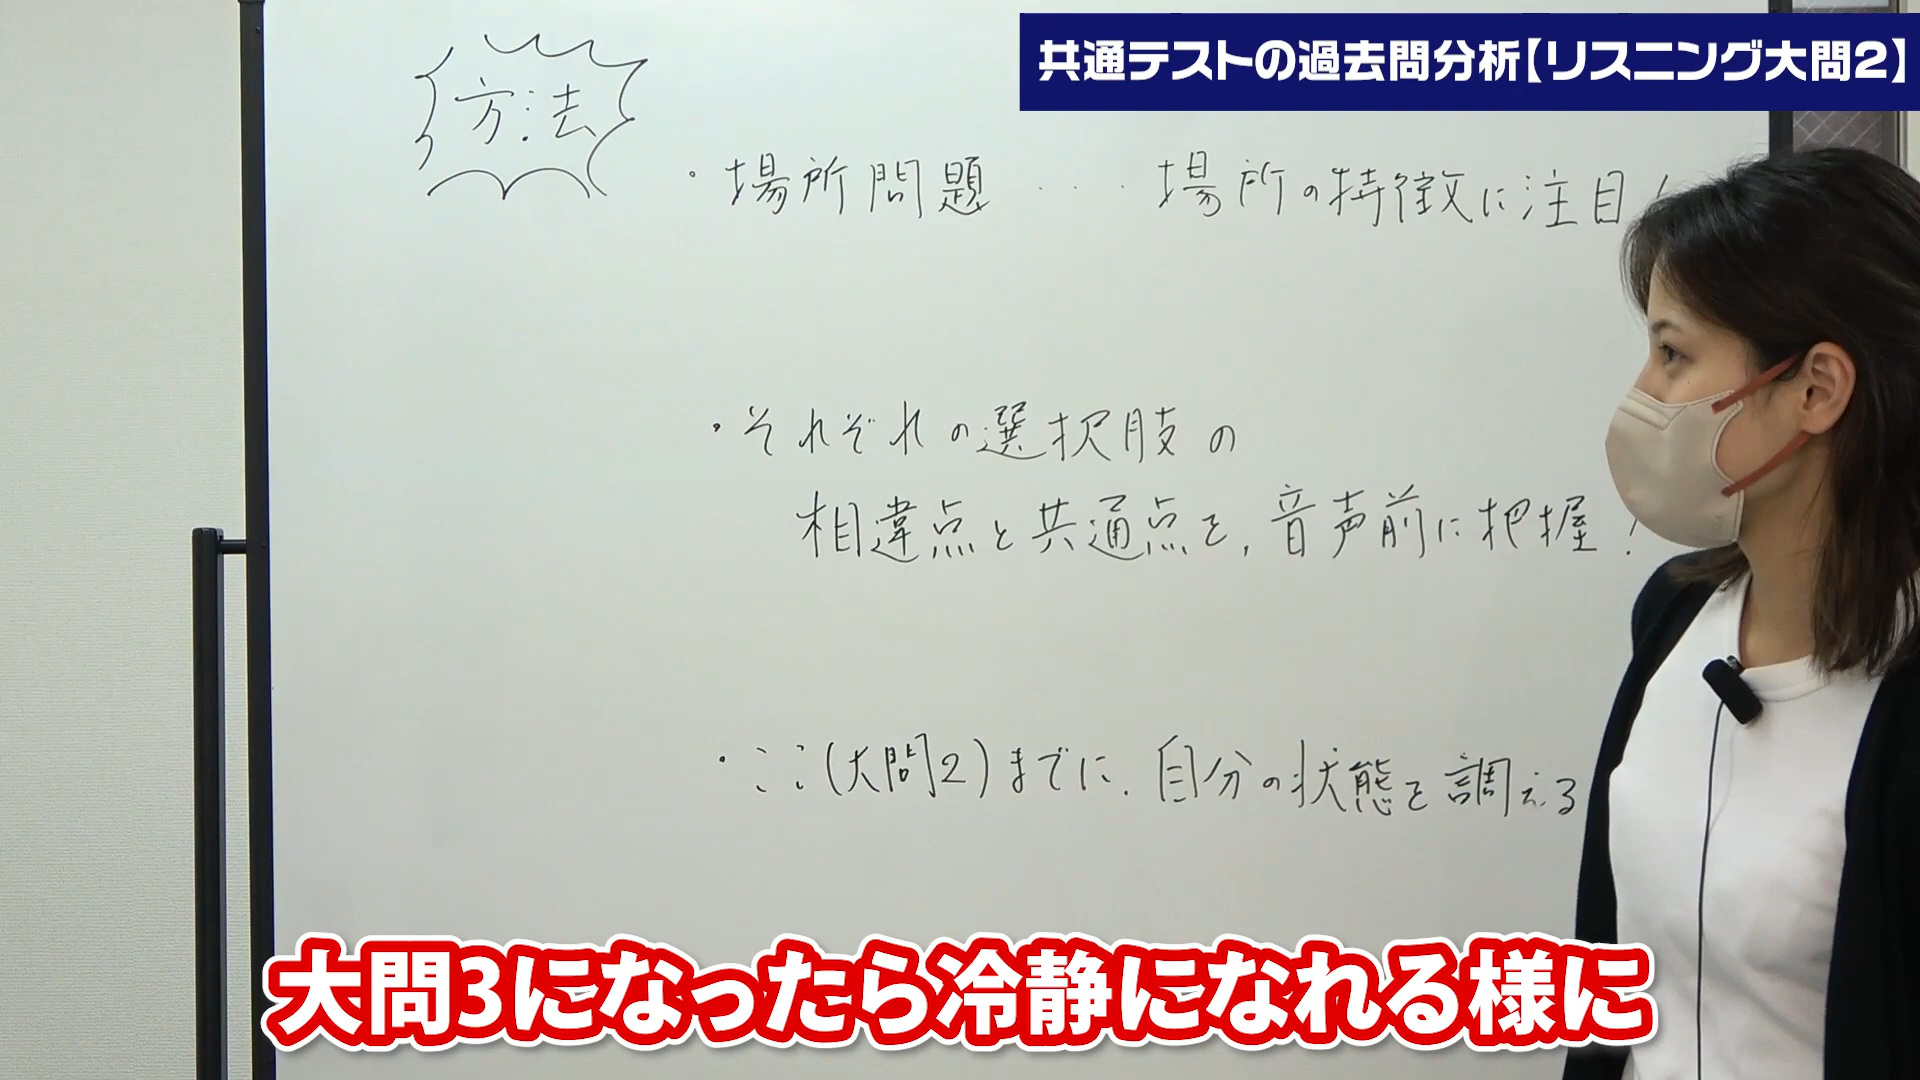 共通テストの過去問分析【リスニング大問2】
方法
・場所問題 ・・・ 場所の特徴に注目!
・それぞれの選択肢の
相違点と共通点を、音声前に把握!
・ここ(大問2)までに、自分の状態を調える
大問3になったら冷静になれる様に